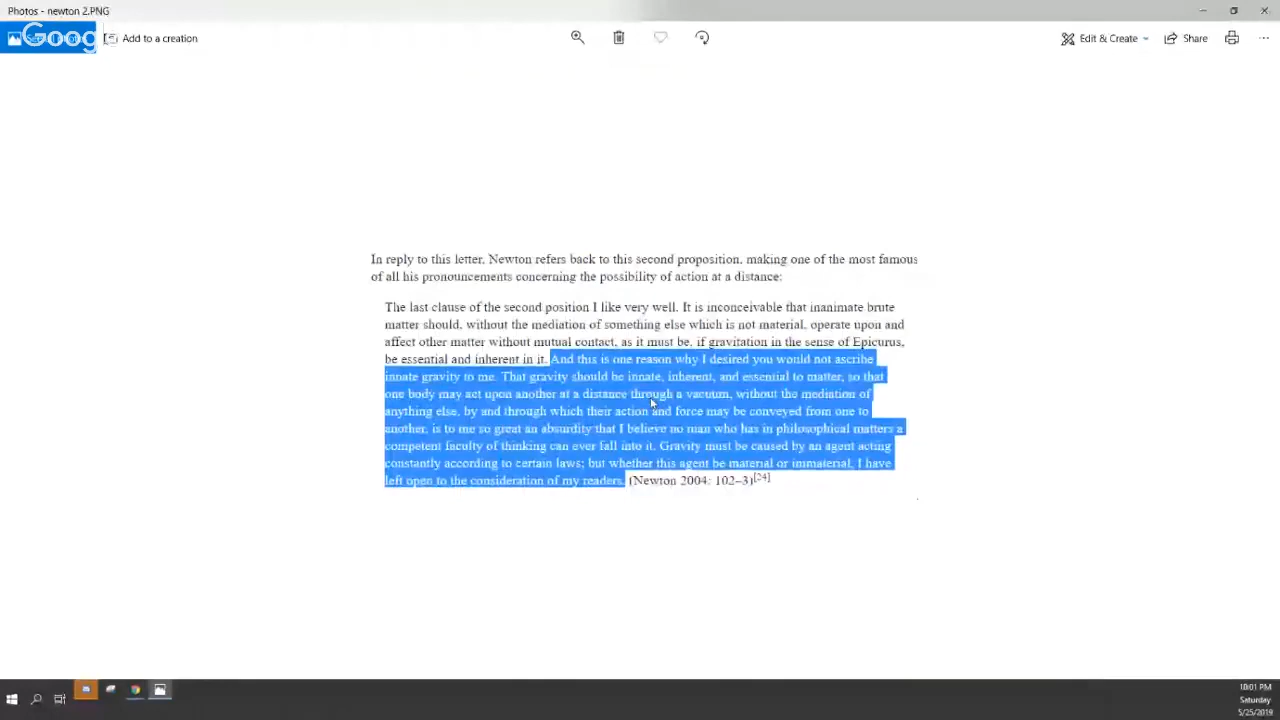 Photos - newton 2.PNG
Goog
Add to a creation
Edit & Create
Share
In reply to this letter, Newton refers back to this second proposition, making one of the most famous
of all his pronouncements concerning the possibility of action at a distance:
The last clause of the second position I like very well. It is inconceivable that inanimate brute
matter should, without the mediation of something else which is not material, operate upon and
affect other matter without mutual contact, as it must be, if gravitation in the sense of Epicurus,
be essential and inherent in it. And this is one reason why I desired you would not ascribe
innate gravity to me. That gravity should be innate, inherent, and essential to matter, so that
one body may act upon another at a distance through a vacuum, without the mediation of
anything else, by and through which their action and force may be conveyed from one to
another, is to me so great an absurdity that I believe no man who has in philosophical matters a
competent faculty of thinking can ever fall into it. Gravity must be caused by an agent acting
constantly according to certain laws; but whether this agent be material or immaterial, I have
left open to the consideration of my readers. (Newton 2004: 102–3)[24]
10:01 PM
Saturday
5/25/2019